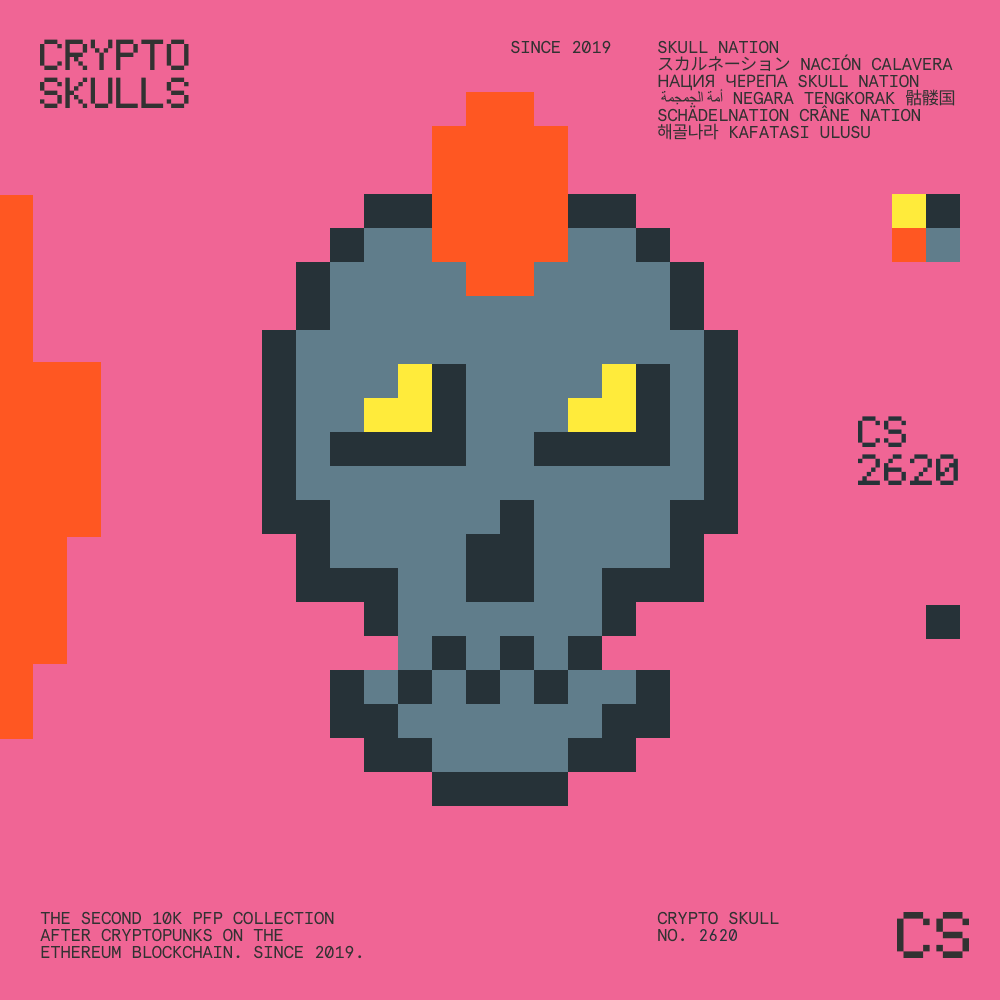 CRYPTO
SKULLS
SINCE 2019
SKULL NATION
スカルネーション NACIÓN CALAVERA
НАЦИЯ ЧЕРЕПА SKULL NATION
أمة الجمجمة NEGARA TENGKORAK 骷髅国
SCHÄDELNATION CRÂNE NATION
해골나라 KAFATASI ULUSU
CS
2620
THE SECOND 10K PFP COLLECTION
AFTER CRYPTOPUNKS ON THE
ETHEREUM BLOCKCHAIN. SINCE 2019.
CRYPTO SKULL
NO. 2620
CS